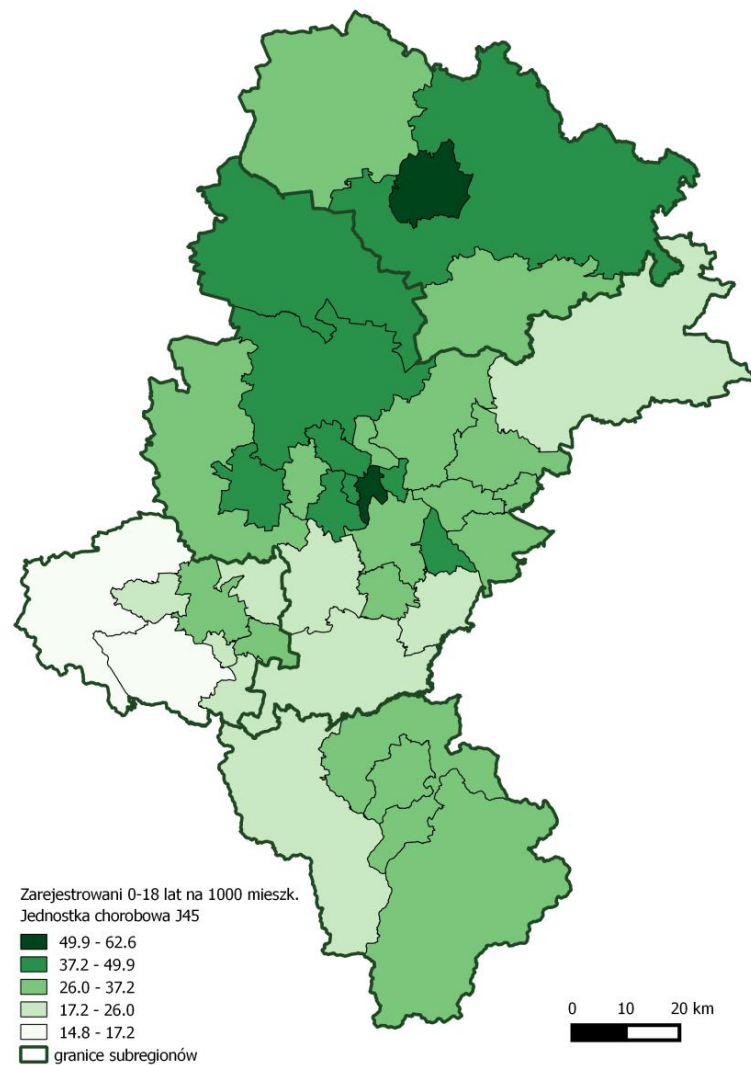 Zarejestrowani 0-18 lat na 1000 mieszk.
Jednostka chorobowa J45
49.9 - 62.6
37.2 - 49.9
26.0 - 37.2
17.2 - 26.0
14.8 - 17.2
granice subregionów
0 10 20 km